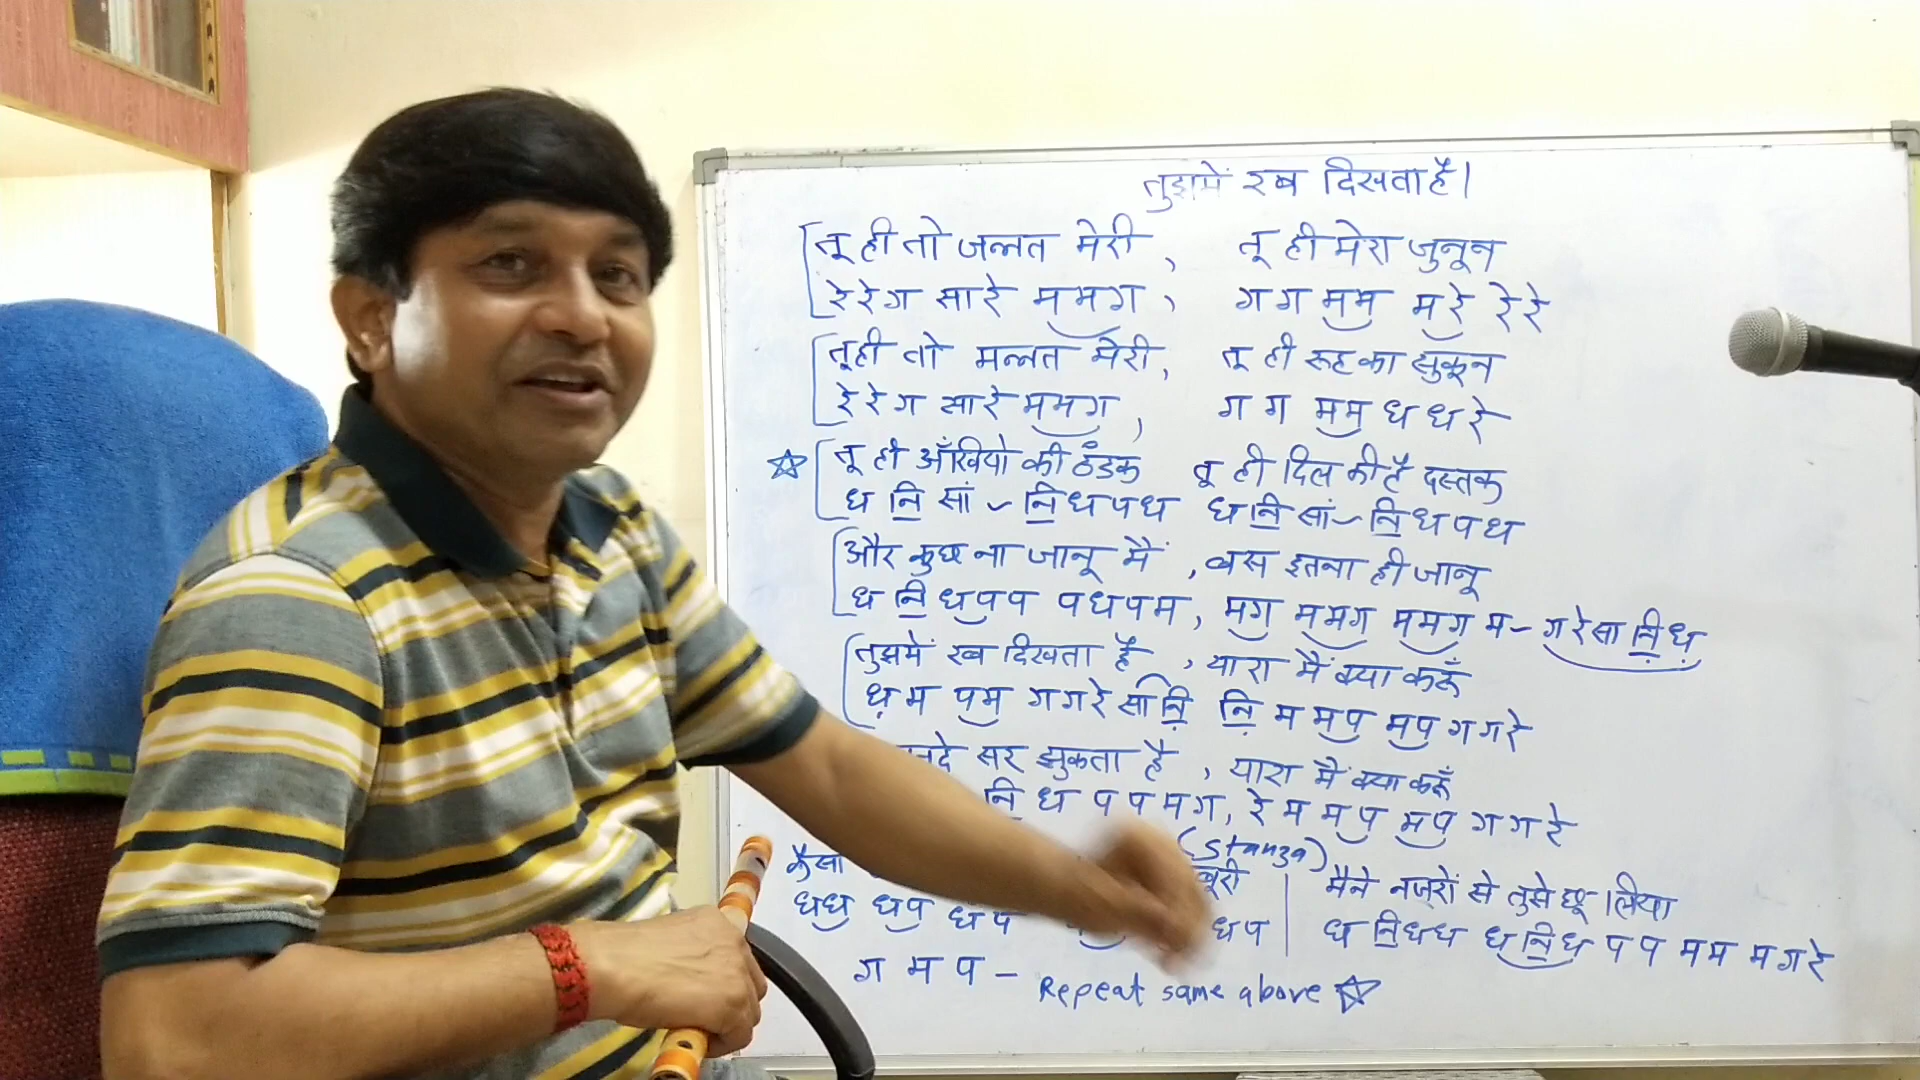 तुझमें रब दिखता है।
तू ही तो जन्नत मेरी, तू ही मेरा जुनून
रे रे ग सा रे म म ग, ग ग म म म रे रे रे
तू ही तो मन्नत मेरी, तू ही रूह का सुकून
रे रे ग सा रे म म ग, ग ग म म ध ध रे
☆ तू ही अँखियो की ठंडक तू ही दिल की है दस्तक
ध नि सां ~ नि ध प ध ध नि सां ~ नि ध प ध
और कुछ ना जानू मैं, बस इतना ही जानू
ध नि ध प प प ध प म, म ग म म ग म म ग म - ग रे सा नि़ ध़
तुझमें रब दिखता है, यारा मैं क्या करूँ
ध़ म प म ग ग रे सा नि़ नि़ म म प म प ग ग रे
सर झुकता है, यारा मैं क्या करूँ
नि ध प प म ग, रे म म प म प ग ग रे
(Stanza)
कैसी मैने नज़रों से तुझे छू लिया
ध ध ध प ध प ध प | ध नि ध ध ध नि ध प प म म म ग रे
ग म प - Repeat same above ☆